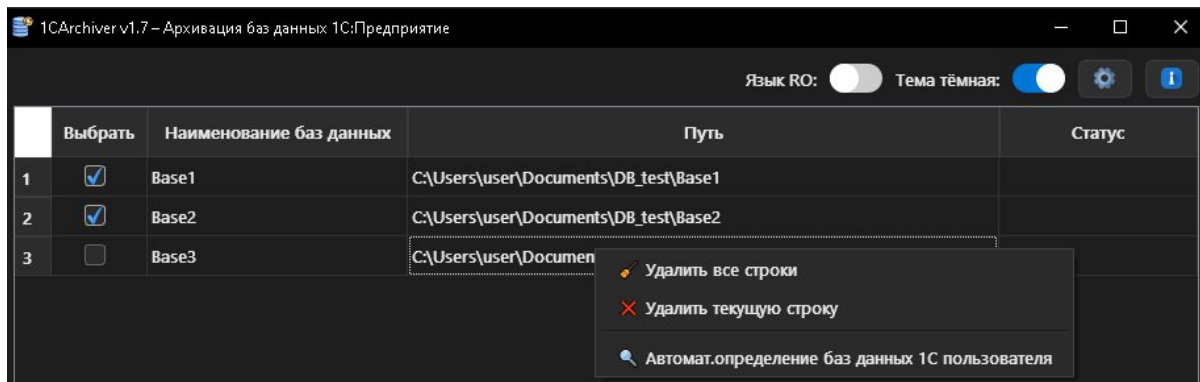 1CArchiver v1.7 – Архивация баз данных 1С:Предприятие
Язык RO: Тема тёмная:
Выбрать Наименование баз данных Путь Статус
1 Base1 C:\Users\user\Documents\DB_test\Base1
2 Base2 C:\Users\user\Documents\DB_test\Base2
3 Base3 C:\Users\user\Documen
Удалить все строки
Удалить текущую строку
Автомат.определение баз данных 1С пользователя